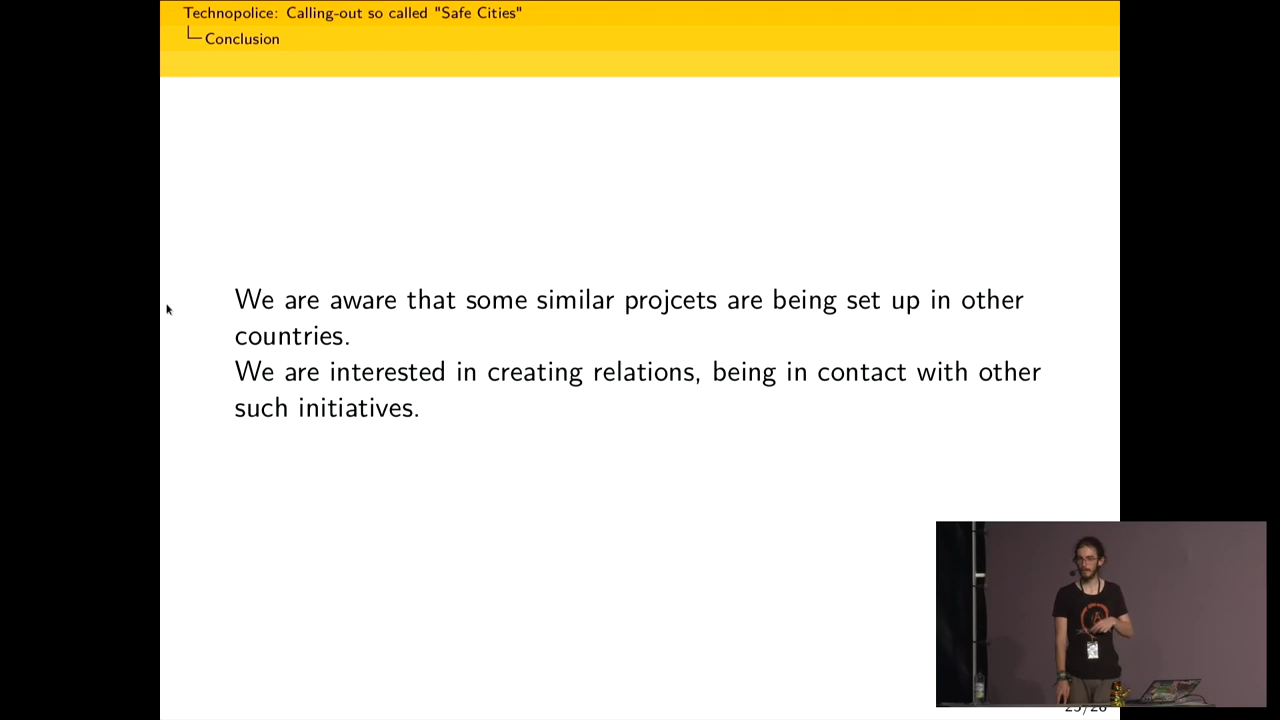 Technopolice: Calling-out so called "Safe Cities"
Conclusion
We are aware that some similar projcets are being set up in other
countries.
We are interested in creating relations, being in contact with other
such initiatives.